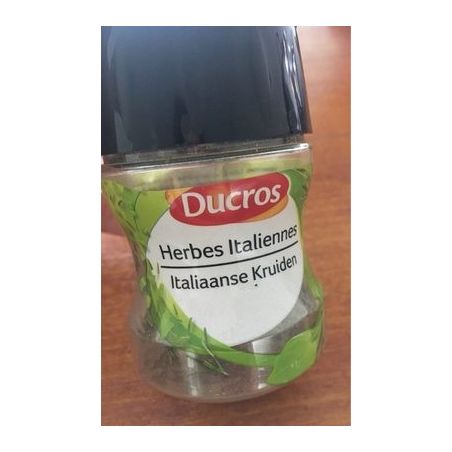 Ducros
Herbes Italiennes
Italiaanse Kruiden